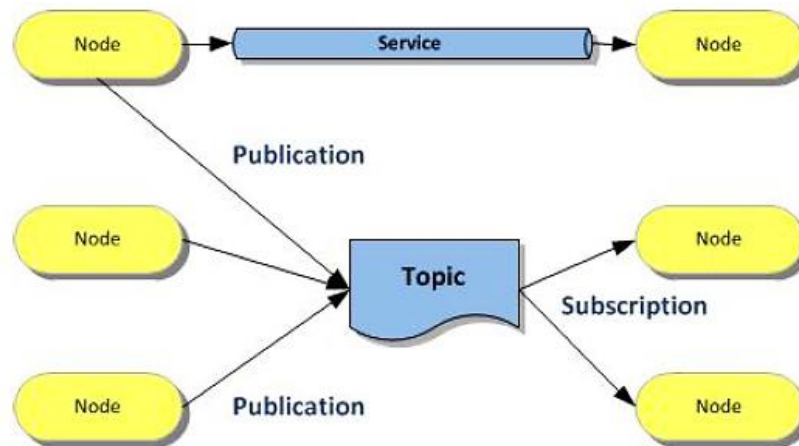 Node
Service
Node
Publication
Node
Topic
Node
Subscription
Node
Publication
Node